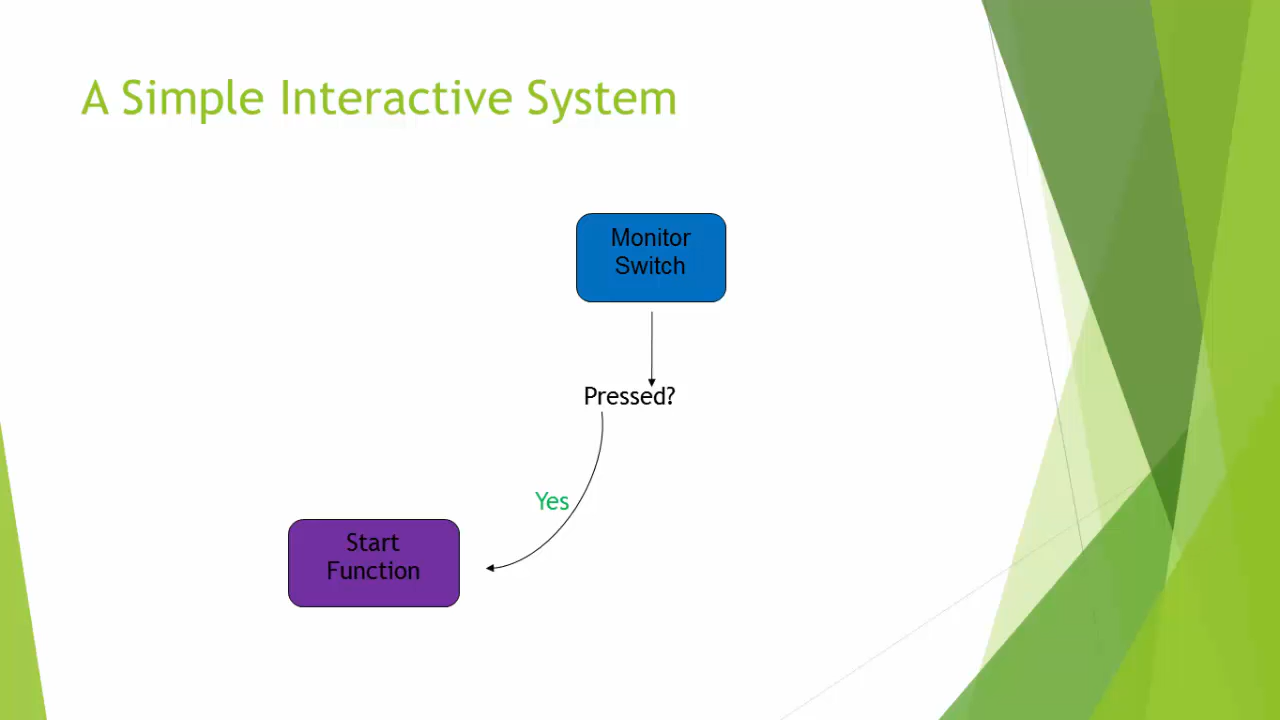 A Simple Interactive System
Monitor
Switch
Pressed?
Yes
Start
Function